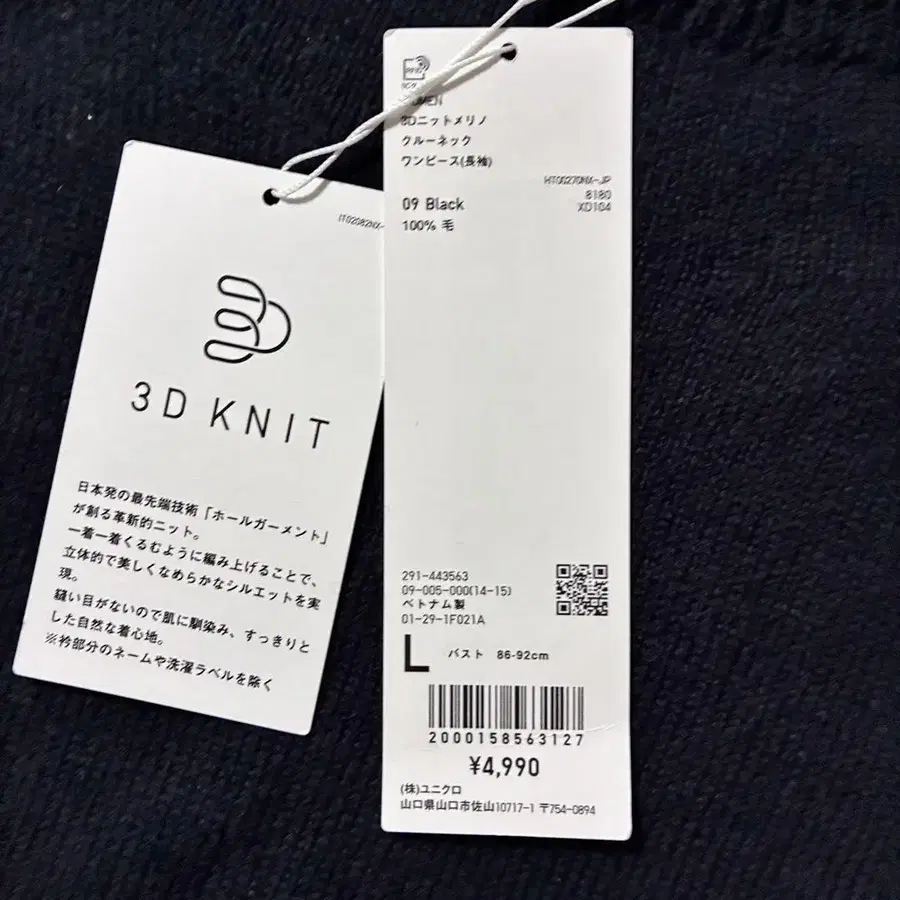 IT02082NX-
3D KNIT
日本発の最先端技術「ホールガーメント」
が創る革新的ニット。
一着一着くるむように編み上げることで、
立体的で美しくなめらかなシルエットを実
現。
縫い目がないので肌に馴染み、すっきりと
した自然な着心地。
※衿部分のネームや洗濯ラベルを除く
RFID
WOMEN
3Dニットメリノ
クルーネック
ワンピース(長袖)
HT00270NX-JP
8180
XD104
09 Black
100% 毛
291-443563
09-005-000(14-15)
ベトナム製
01-29-1F021A
L バスト 86-92cm
2000158563127
¥4,990
(株)ユニクロ
山口県山口市佐山10717-1 〒754-0894